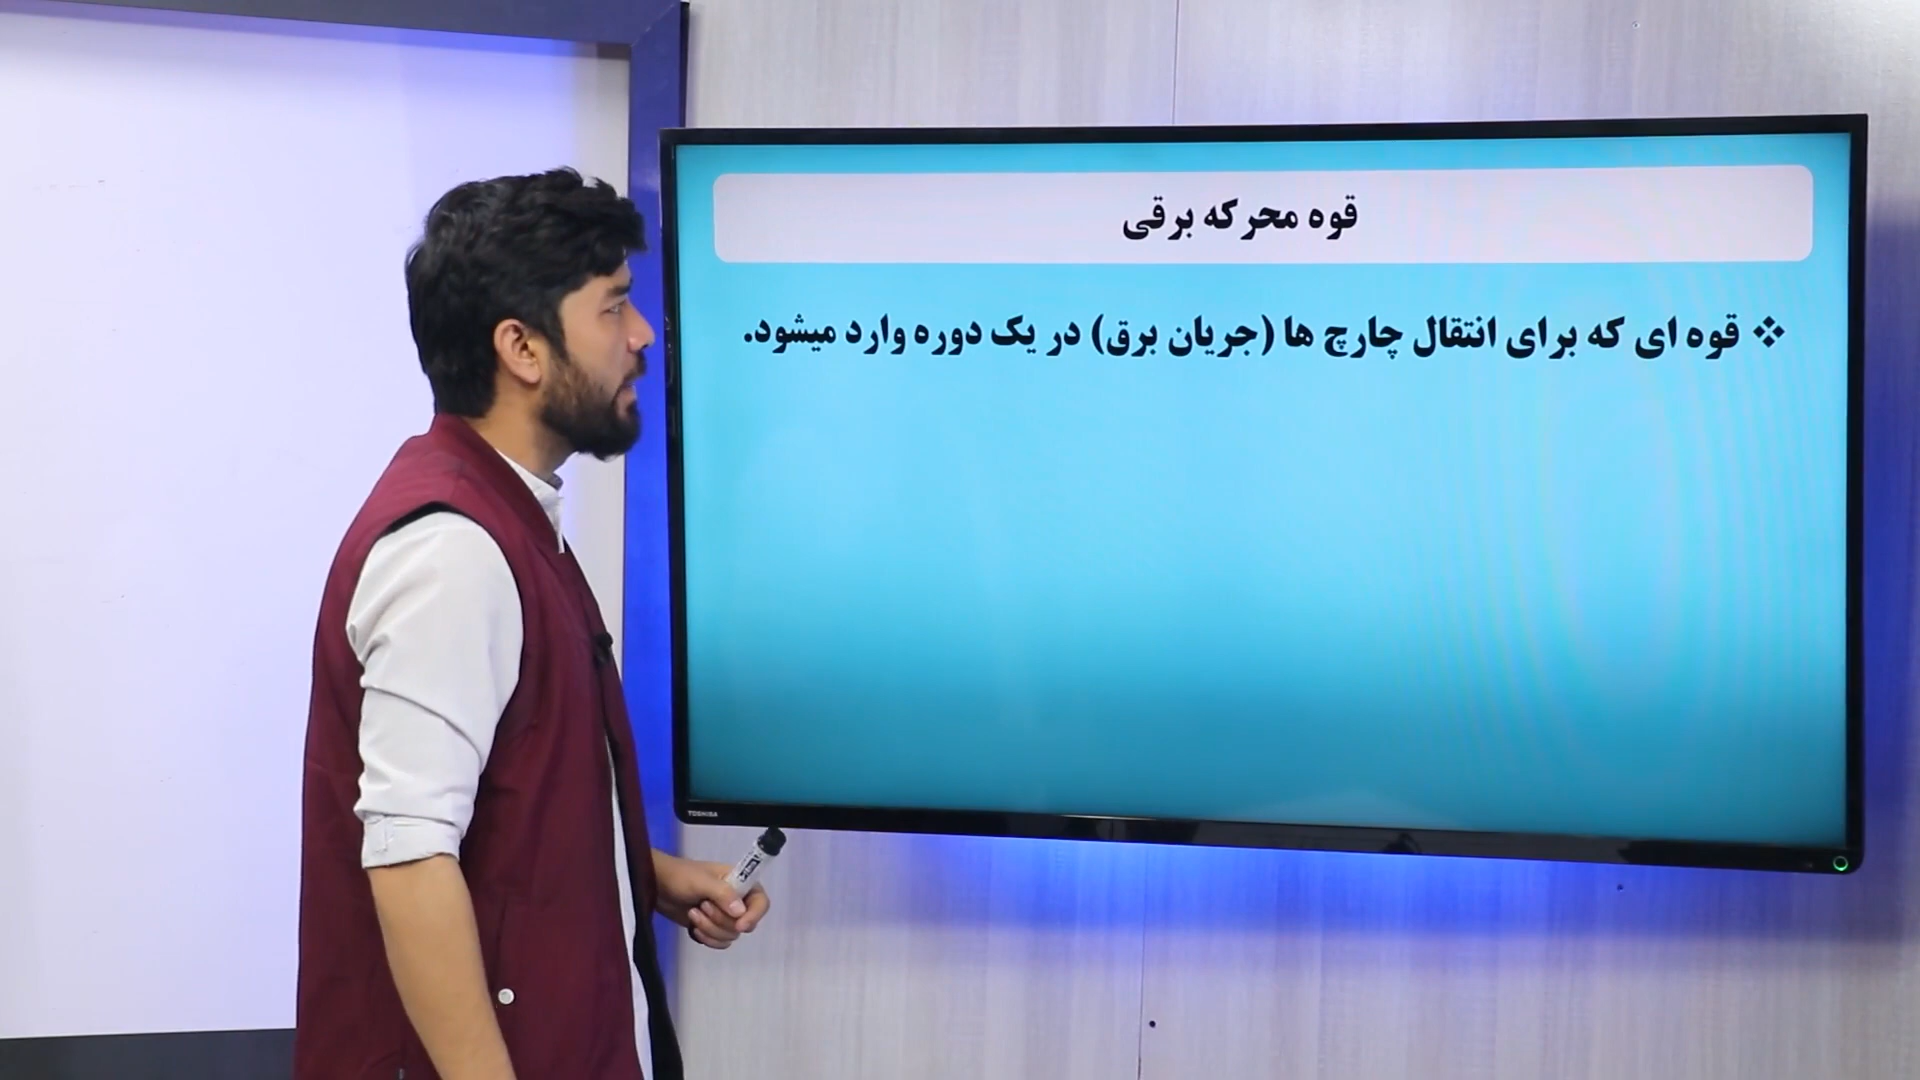 قوه محرکه برقی
❖ قوه ای که برای انتقال چارچ ها (جریان برق) در یک دوره وارد میشود.
TOSHIBA